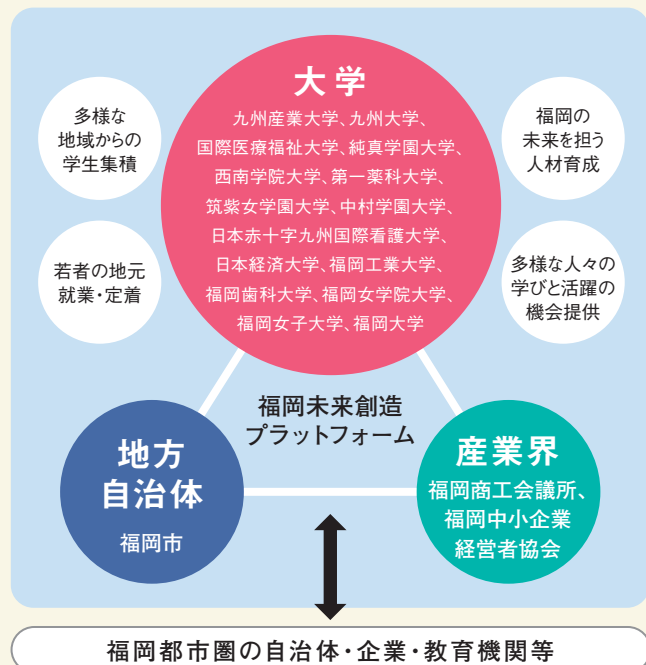 大学
九州産業大学、九州大学、
国際医療福祉大学、純真学園大学、
西南学院大学、第一薬科大学、
筑紫女学園大学、中村学園大学、
日本赤十字九州国際看護大学、
日本経済大学、福岡工業大学、
福岡歯科大学、福岡女学院大学、
福岡女子大学、福岡大学
多様な
地域からの
学生集積
福岡の
未来を担う
人材育成
若者の地元
就業・定着
多様な人々の
学びと活躍の
機会提供
福岡未来創造
プラットフォーム
地方
自治体
福岡市
産業界
福岡商工会議所、
福岡中小企業
経営者協会
福岡都市圏の自治体・企業・教育機関等